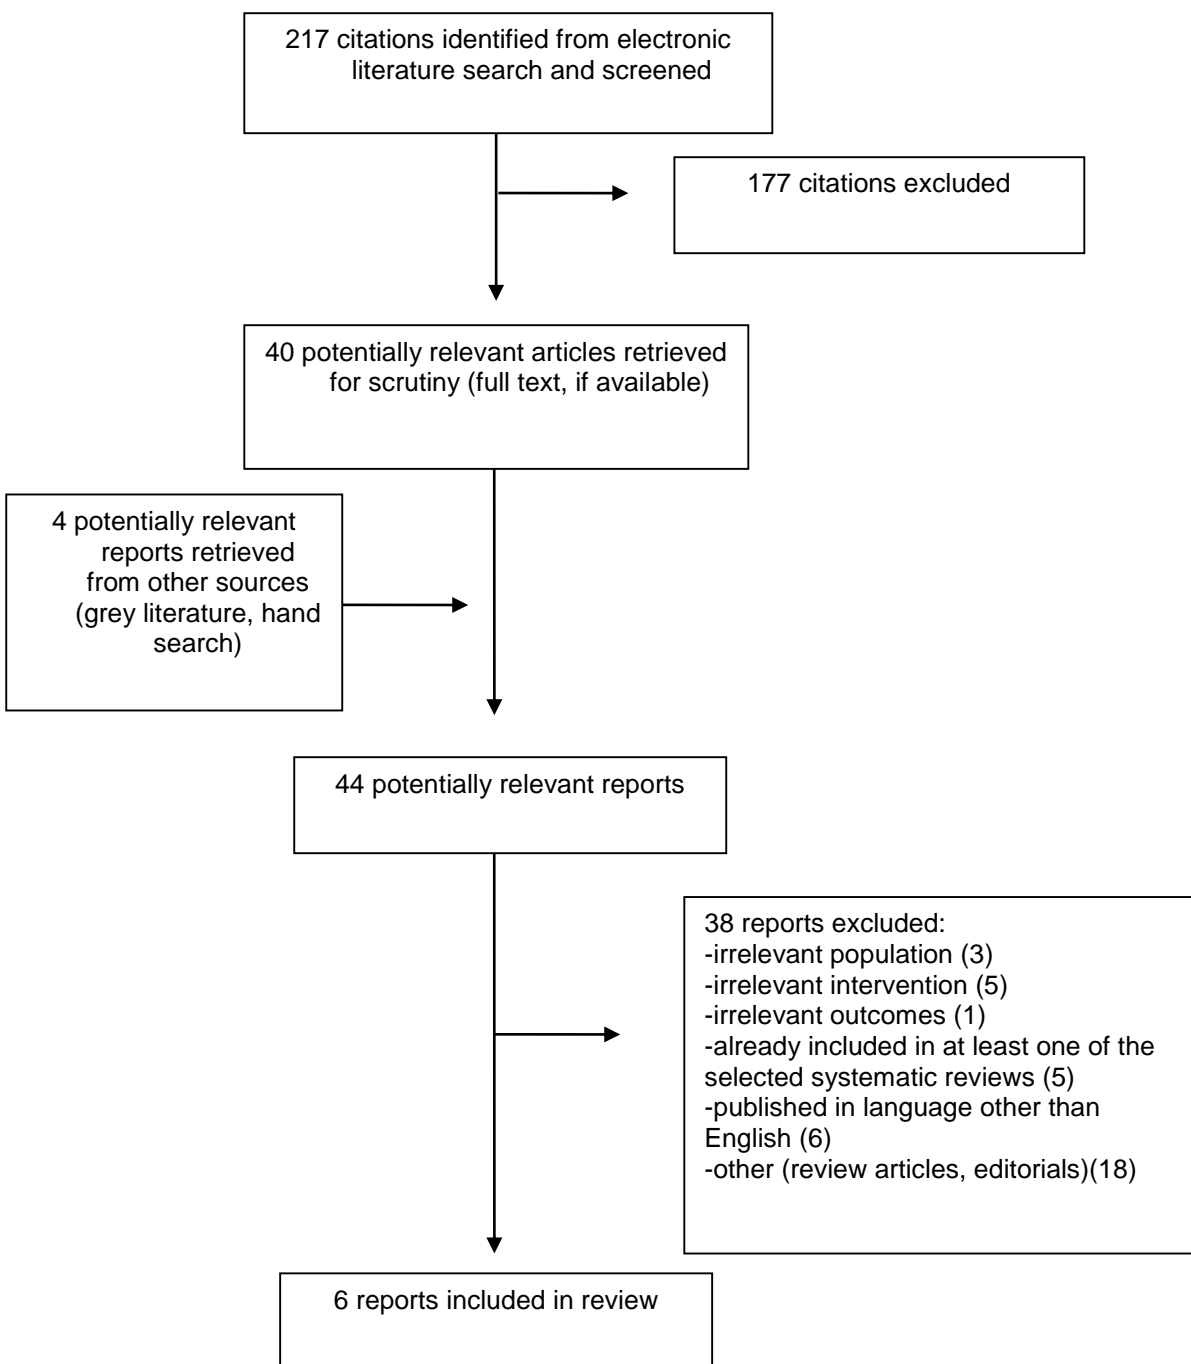 217 citations identified from electronic
literature search and screened
177 citations excluded
40 potentially relevant articles retrieved
for scrutiny (full text, if available)
4 potentially relevant
reports retrieved
from other sources
(grey literature, hand
search)
44 potentially relevant reports
38 reports excluded:
-irrelevant population (3)
-irrelevant intervention (5)
-irrelevant outcomes (1)
-already included in at least one of the
selected systematic reviews (5)
-published in language other than
English (6)
-other (review articles, editorials)(18)
6 reports included in review